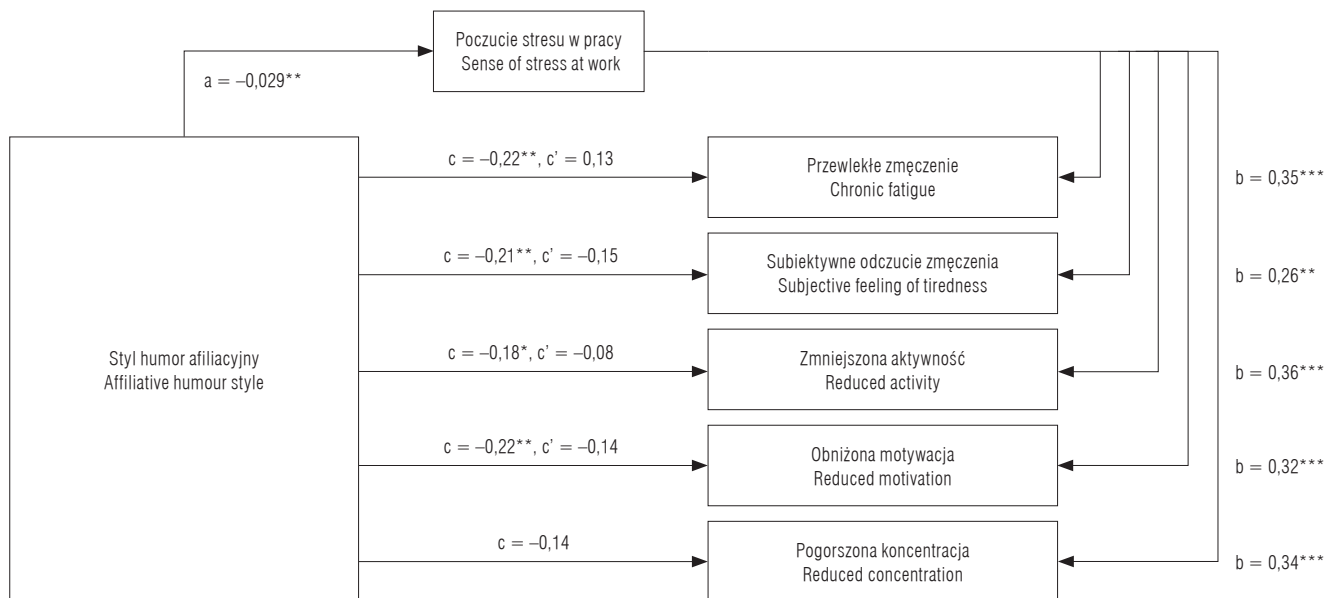 Poczucie stresu w pracy
Sense of stress at work
a = –0,029**
c = –0,22**, c’ = 0,13
Przewlekłe zmęczenie
Chronic fatigue
b = 0,35***
c = –0,21**, c’ = –0,15
Subiektywne odczucie zmęczenia
Subjective feeling of tiredness
b = 0,26**
Styl humor afiliacyjny
Affiliative humour style
c = –0,18*, c’ = –0,08
Zmniejszona aktywność
Reduced activity
b = 0,36***
c = –0,22**, c’ = –0,14
Obniżona motywacja
Reduced motivation
b = 0,32***
c = –0,14
Pogorszona koncentracja
Reduced concentration
b = 0,34***